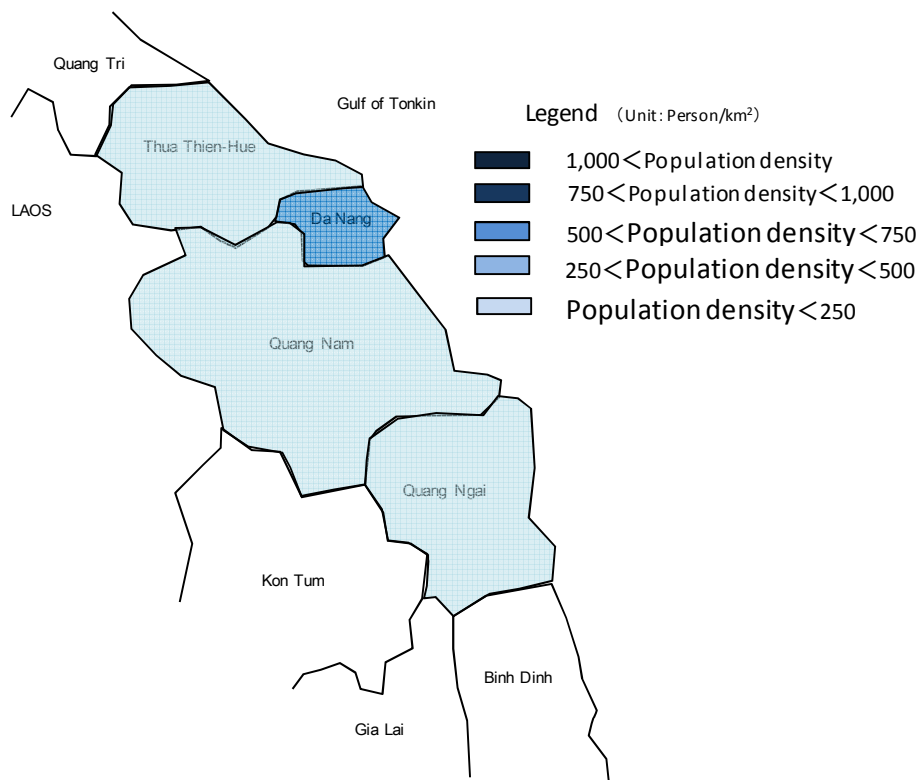 Quang Tri
Gulf of Tonkin
Thua Thien-Hue
LAOS
Da Nang
Quang Nam
Quang Ngai
Kon Tum
Binh Dinh
Gia Lai
Legend （Unit: Person/km²）
1,000＜Population density
750＜Population density＜1,000
500＜Population density＜750
250＜Population density＜500
Population density＜250